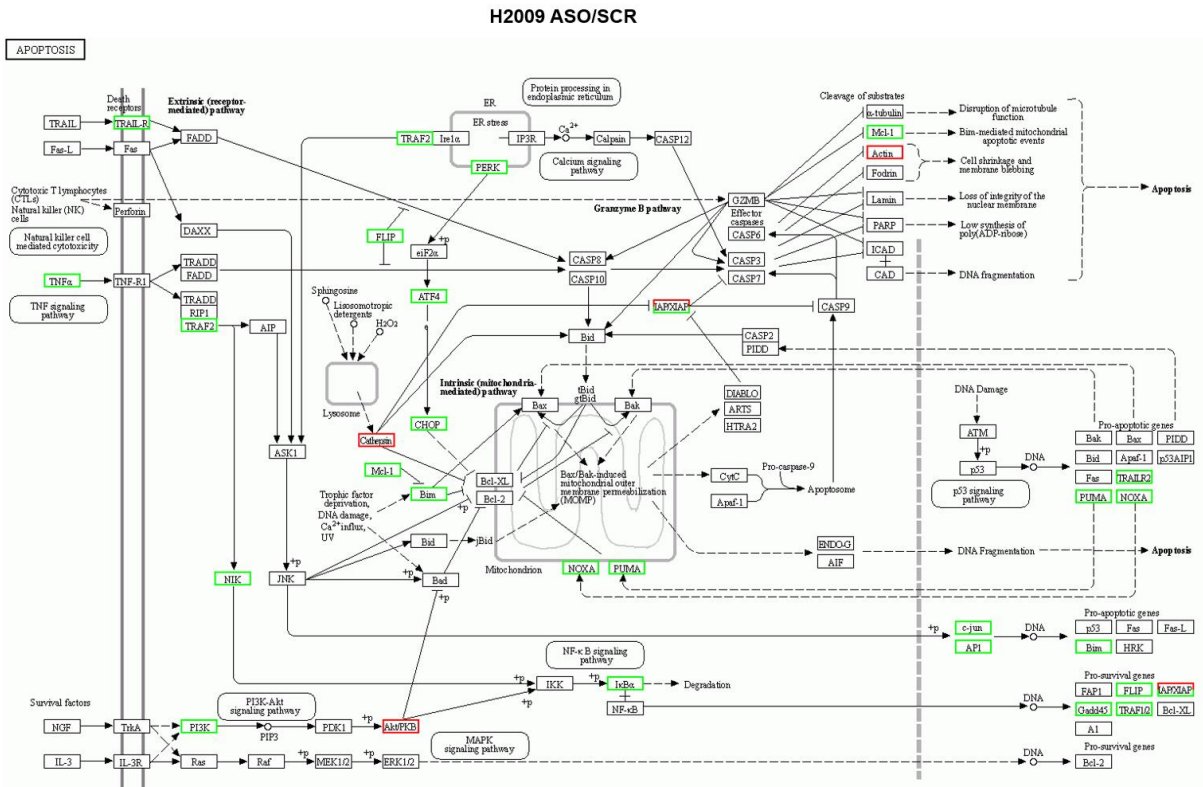 H2009 ASO/SCR
APOPTOSIS
Death receptors
Extrinsic (receptor-mediated) pathway
TRAIL
TRAIL-R
FADD
Fas-L
Fas
Cytotoxic T lymphocytes (CTLs)
Natural killer (NK) cells
Perforin
Natural killer cell mediated cytotoxicity
DAXX
TNFα
TNF-R1
TRADD
FADD
TRADD
RIP1
TRAF2
AIP
TNF signaling pathway
ER
ER stress
TRAF2
Ire1α
IP3R
PERK
Ca2+
Calpain
CASP12
Protein processing in endoplasmic reticulum
Calcium signaling pathway
+p
eiF2α
FLIP
ATF4
CASP8
CASP10
Granzyme B pathway
GZMB
Effector caspases
CASP6
CASP3
CASP7
IAP/XIAP
CASP9
CASP2
PIDD
Bid
Cleavage of substrates
α-tubulin
Disruption of microtubule function
Mcl-1
Bim-mediated mitochondrial apoptotic events
Actin
Fodrin
Cell shrinkage and membrane blebbing
Lamin
Loss of integrity of the nuclear membrane
PARP
Low synthesis of poly(ADP-ribose)
ICAD
CAD
DNA fragmentation
Apoptosis
Sphingosine
Lisosomotropic detergents
H2O2
Lysosome
Cathepsin
Intrinsic (mitochondria-mediated) pathway
CHOP
tBid
gtBid
Bax
Bak
DIABLO
ARTS
HTRA2
ASK1
Mcl-1
Bim
Bcl-XL
Bcl-2
+p
Trophic factor deprivation, DNA damage, Ca2+ influx, UV
Bax/Bak-induced mitochondrial outer membrane permeabilization (MOMP)
CytC
Apaf-1
Pro-caspase-9
Apoptosome
Bid
jBid
+p
+p
Bad
+p
Mitochondrion
NOXA
PUMA
ENDO-G
AIF
DNA Fragmentation
Apoptosis
DNA Damage
ATM
+p
p53
DNA
p53 signaling pathway
Pro-apoptotic genes
Bak
Bax
PIDD
Bid
Apaf-1
p53AIP1
Fas
TRAILR2
PUMA
NOXA
NIK
+p
JNK
+p
c-jun
AP1
DNA
Pro-apoptotic genes
p53
Fas
Fas-L
Bim
HRK
NF-κB signaling pathway
+p
IKK
+p
IκBα
Degradation
NF-κB
DNA
Pro-survival genes
FAP1
FLIP
IAP/XIAP
Gadd45
TRAF1/2
Bcl-XL
A1
Survival factors
NGF
TrkA
PI3K
PIP3
PI3K-Akt signaling pathway
PDK1
+p
Akt/PKB
IL-3
IL-3R
Ras
Raf
+p
MEK1/2
+p
ERK1/2
MAPK signaling pathway
DNA
Pro-survival genes
Bcl-2